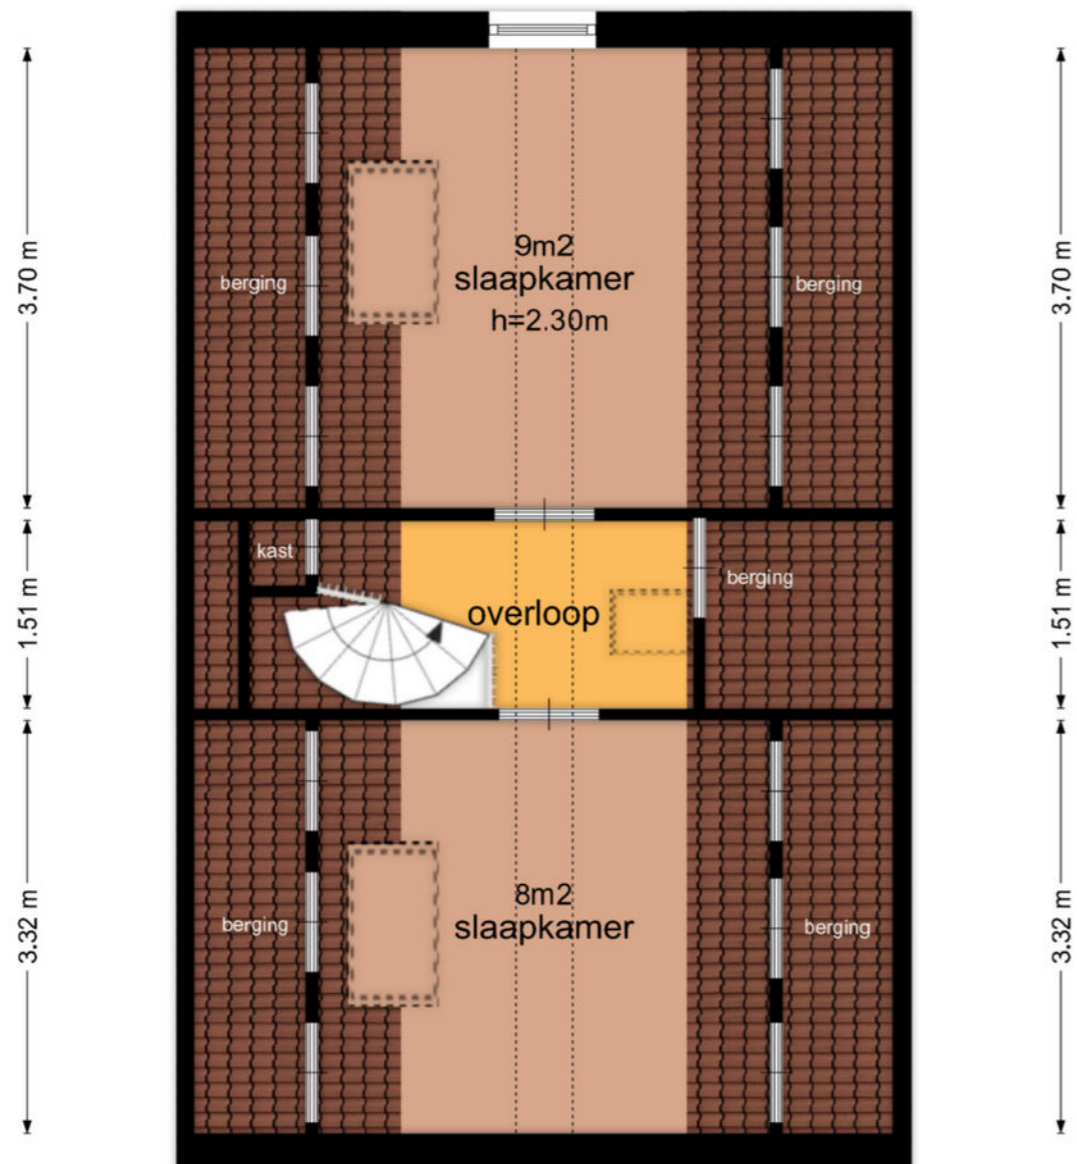 9m2
slaapkamer
h=2.30m
berging
berging
3.70 m
3.70 m
kast
overloop
berging
1.51 m
1.51 m
8m2
slaapkamer
berging
berging
3.32 m
3.32 m